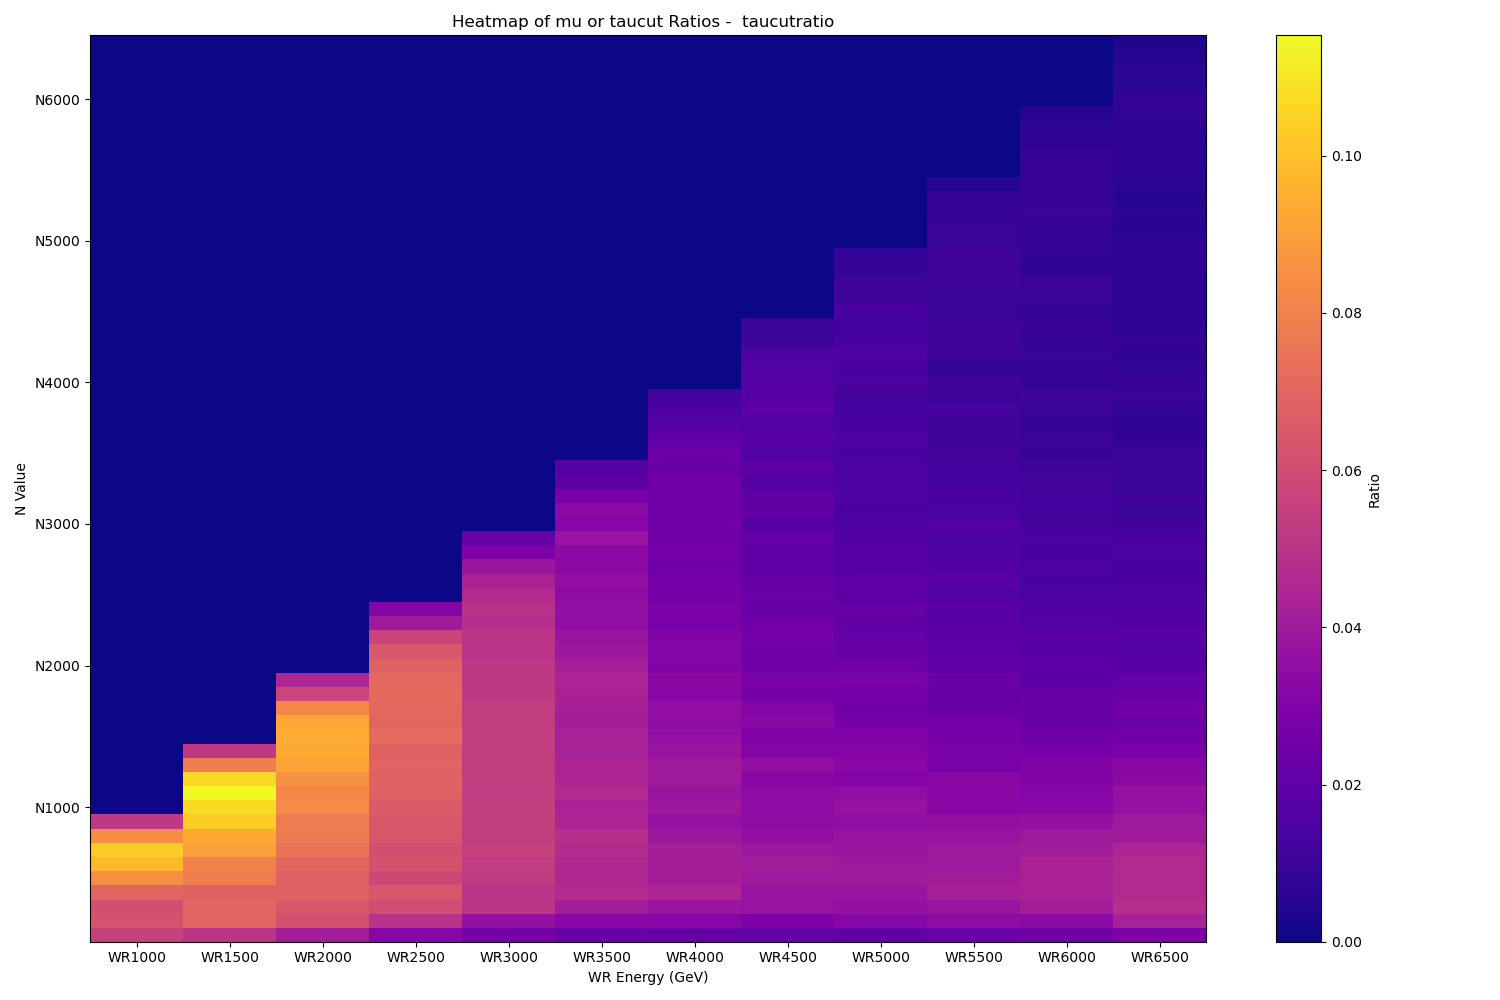 Heatmap of mu or taucut Ratios -  taucutratio
N6000
N5000
N4000
N3000
N2000
N1000
N Value
WR1000 WR1500 WR2000 WR2500 WR3000 WR3500 WR4000 WR4500 WR5000 WR5500 WR6000 WR6500
WR Energy (GeV)
0.10
0.08
0.06
0.04
0.02
0.00
Ratio